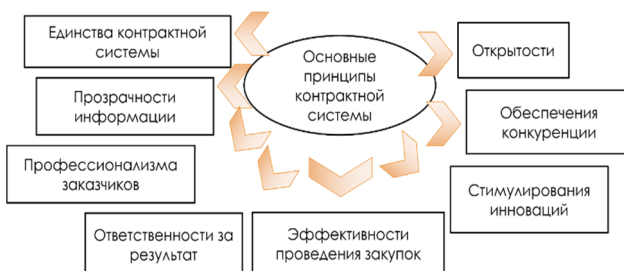 Основные
принципы
контрактной
системы
Единства контрактной
системы
Прозрачности
информации
Профессионализма
заказчиков
Ответственности за
результат
Эффективности
проведения закупок
Стимулирования
инноваций
Обеспечения
конкуренции
Открытости